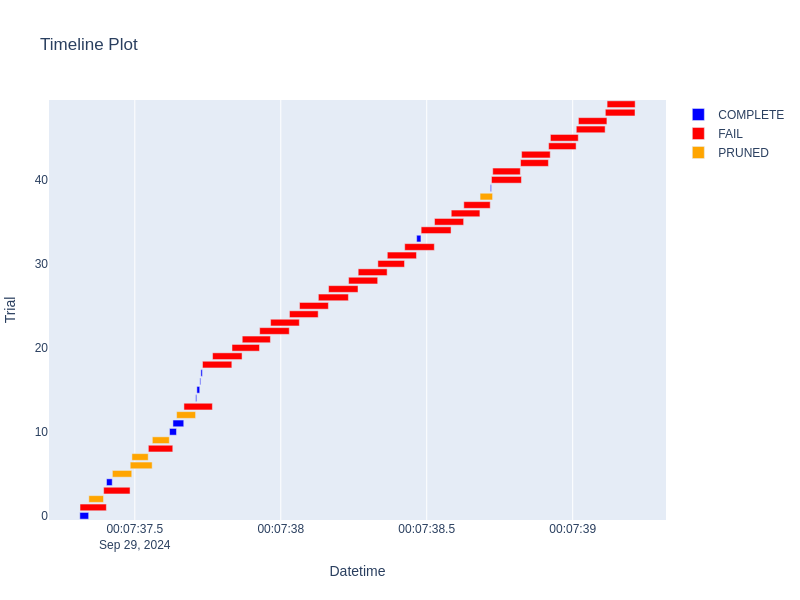 Timeline Plot
COMPLETE
FAIL
PRUNED
40
30
20
10
0
Trial
00:07:37.5
Sep 29, 2024
00:07:38
00:07:38.5
00:07:39
Datetime